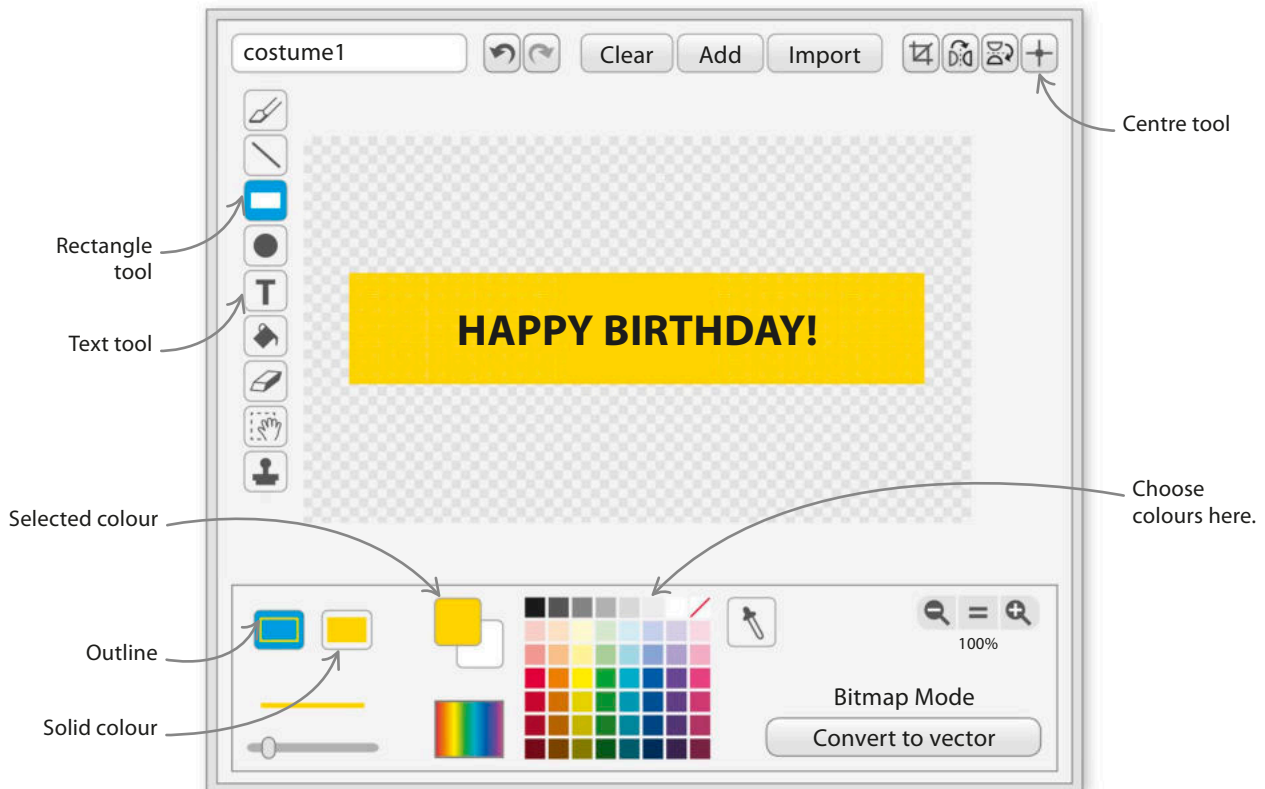 costume1
Clear
Add
Import
Centre tool
Rectangle
tool
T
Text tool
HAPPY BIRTHDAY!
Selected colour
Choose
colours here.
Outline
100%
Solid colour
Bitmap Mode
Convert to vector